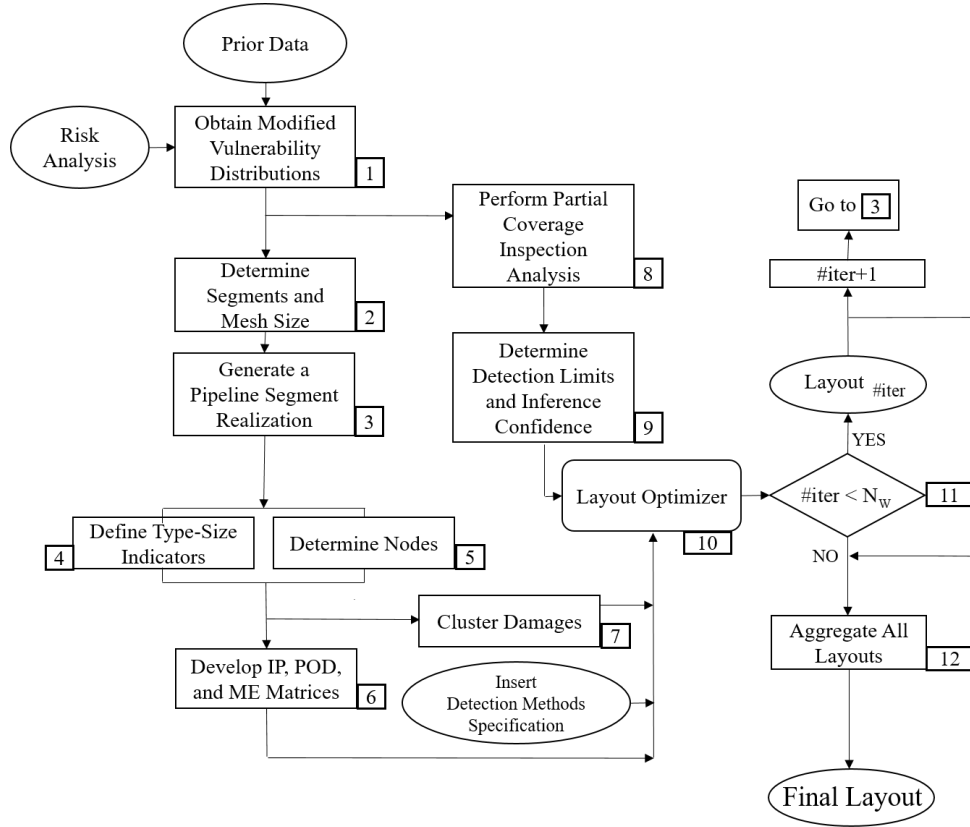 Prior Data
Risk
Analysis
Obtain Modified
Vulnerability
Distributions
1
Determine
Segments and
Mesh Size
2
Generate a
Pipeline Segment
Realization
3
Define Type-Size
Indicators
4
Determine Nodes
5
Develop IP, POD,
and ME Matrices
6
Cluster Damages
7
Insert
Detection Methods
Specification
Perform Partial
Coverage
Inspection
Analysis
8
Determine
Detection Limits
and Inference
Confidence
9
Layout Optimizer
10
#iter < NW
11
YES
Layout #iter
#iter+1
Go to 3
NO
Aggregate All
Layouts
12
Final Layout